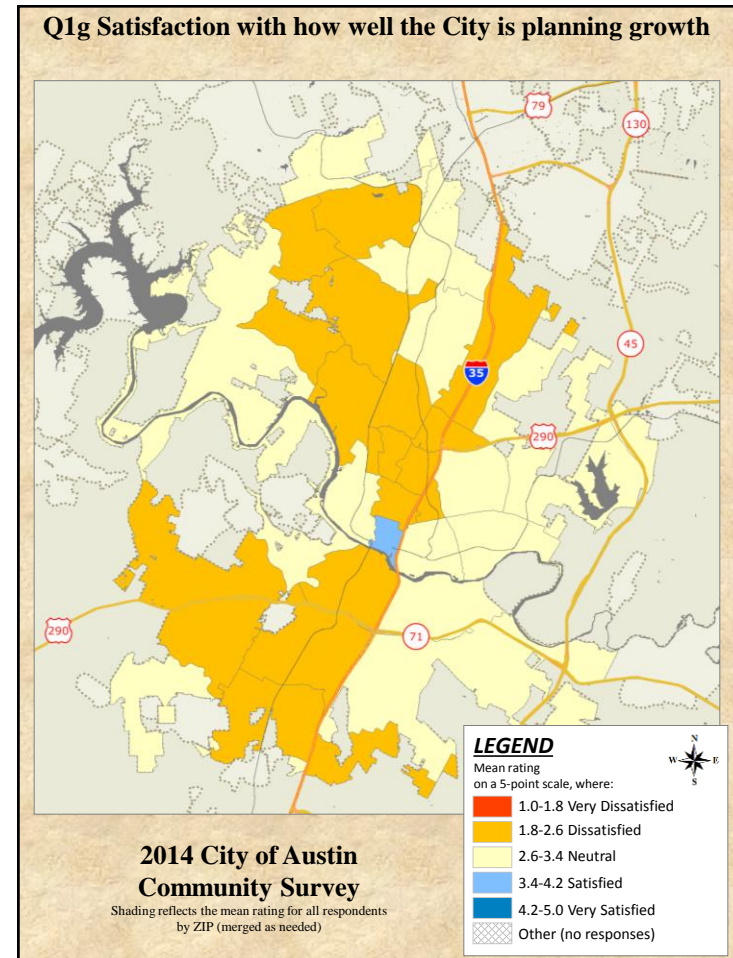 Q1g Satisfaction with how well the City is planning growth
79
130
45
35
290
290
71
LEGEND
Mean rating
on a 5-point scale, where:
1.0-1.8 Very Dissatisfied
1.8-2.6 Dissatisfied
2.6-3.4 Neutral
3.4-4.2 Satisfied
4.2-5.0 Very Satisfied
Other (no responses)
N
W E
S
2014 City of Austin
Community Survey
Shading reflects the mean rating for all respondents
by ZIP (merged as needed)